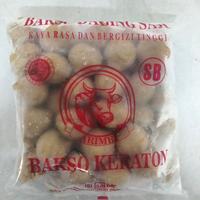 BAKSO DAGING SAPI
KAYA RASA DAN BERGIZI TINGGI
SB
BAKSO KERATON